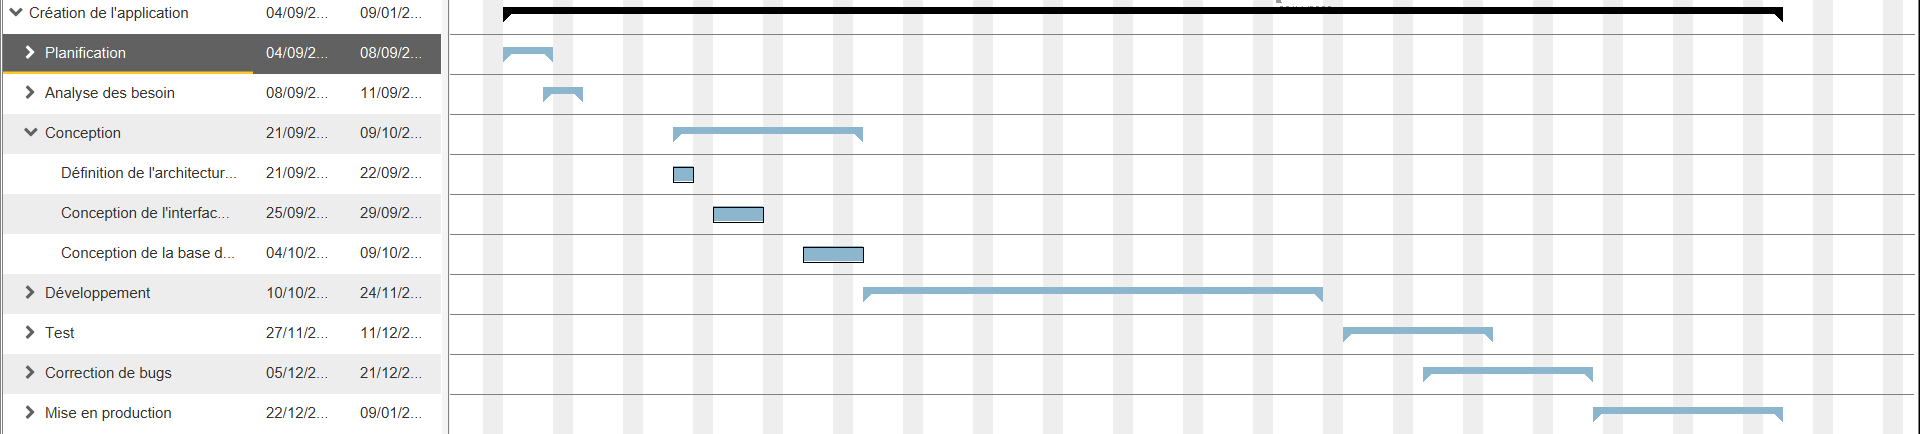 Création de l'application 04/09/2... 09/01/2...
Planification 04/09/2... 08/09/2...
Analyse des besoin 08/09/2... 11/09/2...
Conception 21/09/2... 09/10/2...
Définition de l'architectur... 21/09/2... 22/09/2...
Conception de l'interfac... 25/09/2... 29/09/2...
Conception de la base d... 04/10/2... 09/10/2...
Développement 10/10/2... 24/11/2...
Test 27/11/2... 11/12/2...
Correction de bugs 05/12/2... 21/12/2...
Mise en production 22/12/2... 09/01/2...